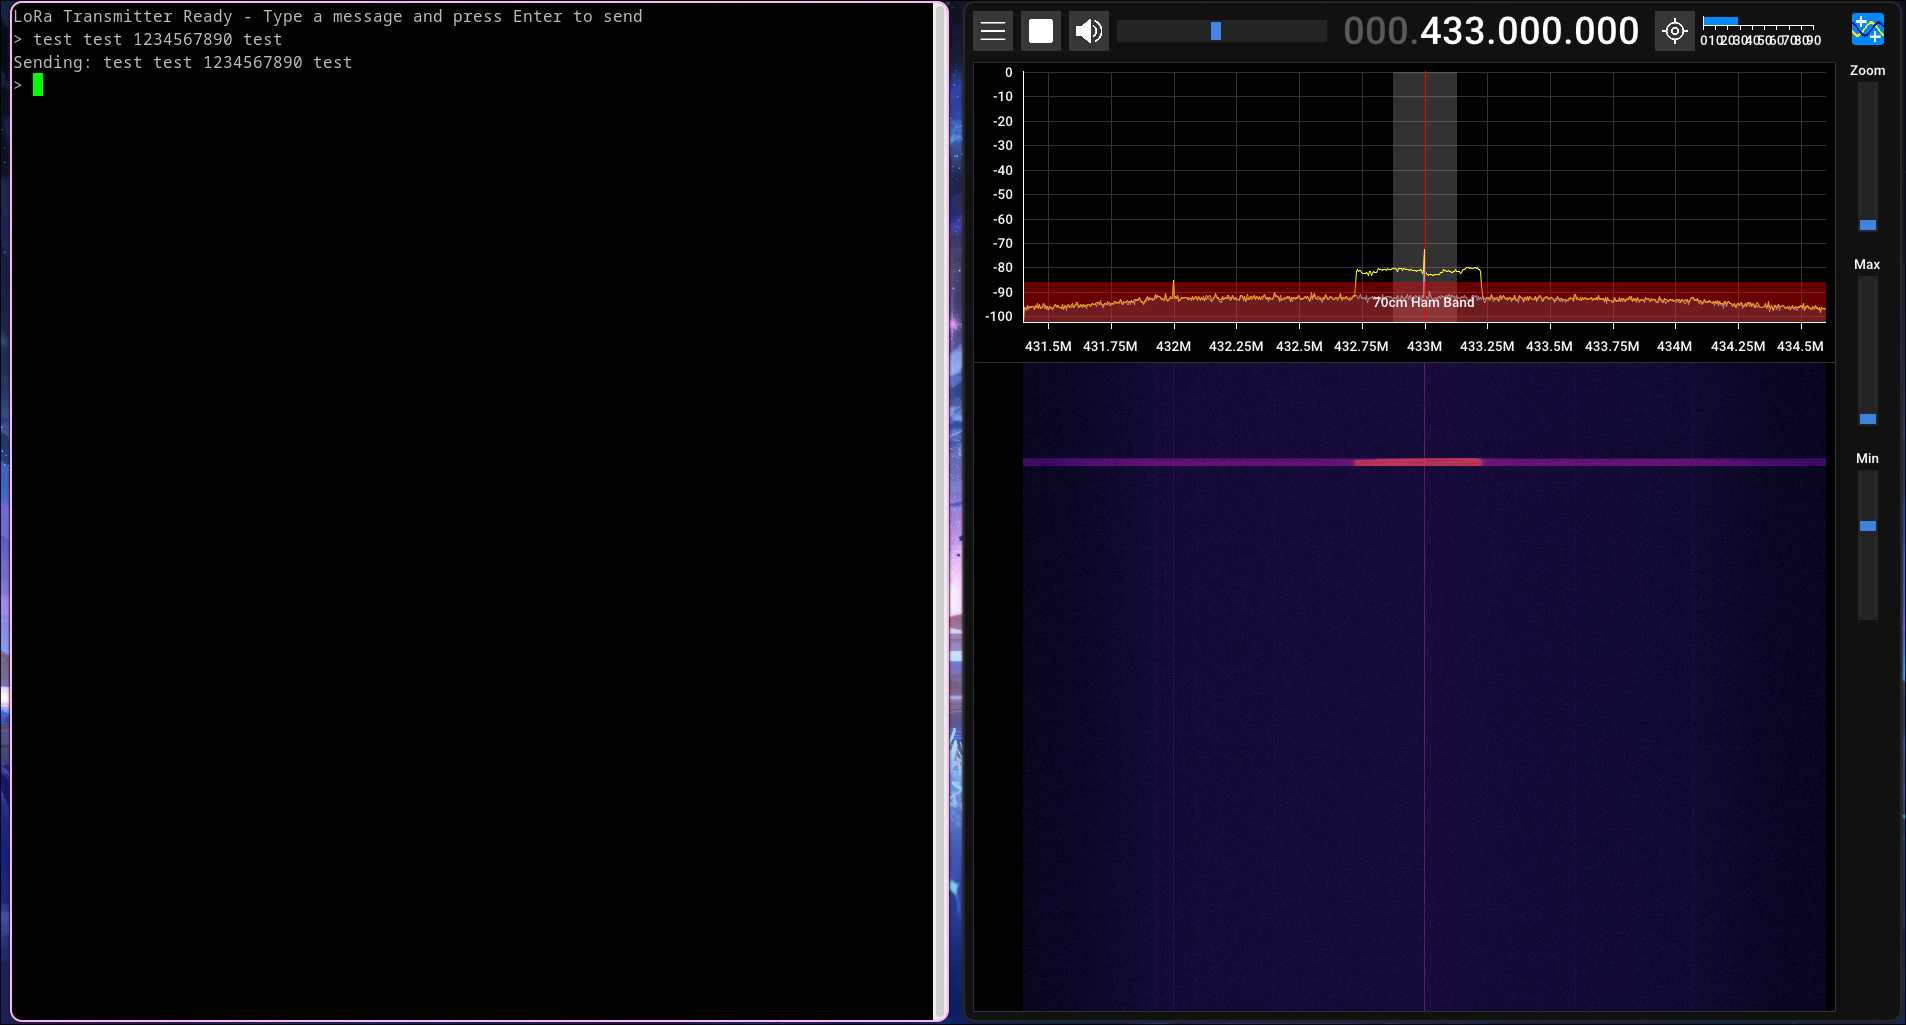 LoRa Transmitter Ready - Type a message and press Enter to send
> test test 1234567890 test
Sending: test test 1234567890 test
>
000.433.000.000
0 10 20 30 40 50 60 70 80 90
Zoom
0
-10
-20
-30
-40
-50
-60
-70
-80
-90
-100
70cm Ham Band
431.5M 431.75M 432M 432.25M 432.5M 432.75M 433M 433.25M 433.5M 433.75M 434M 434.25M 434.5M
Max
Min